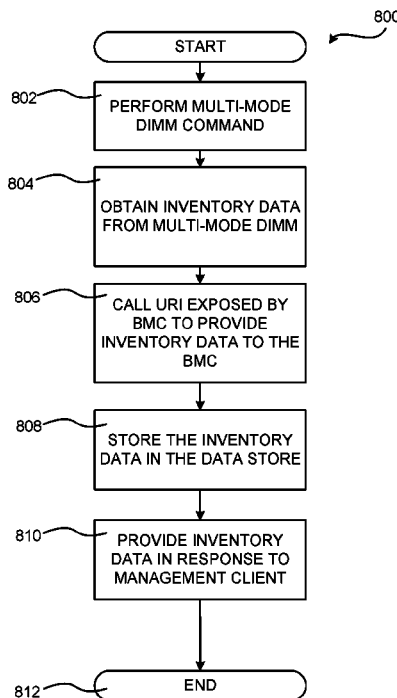 800
START
802
PERFORM MULTI-MODE
DIMM COMMAND
804
OBTAIN INVENTORY DATA
FROM MULTI-MODE DIMM
806
CALL URI EXPOSED BY
BMC TO PROVIDE
INVENTORY DATA TO THE
BMC
808
STORE THE INVENTORY
DATA IN THE DATA STORE
810
PROVIDE INVENTORY
DATA IN RESPONSE TO
MANAGEMENT CLIENT
812
END